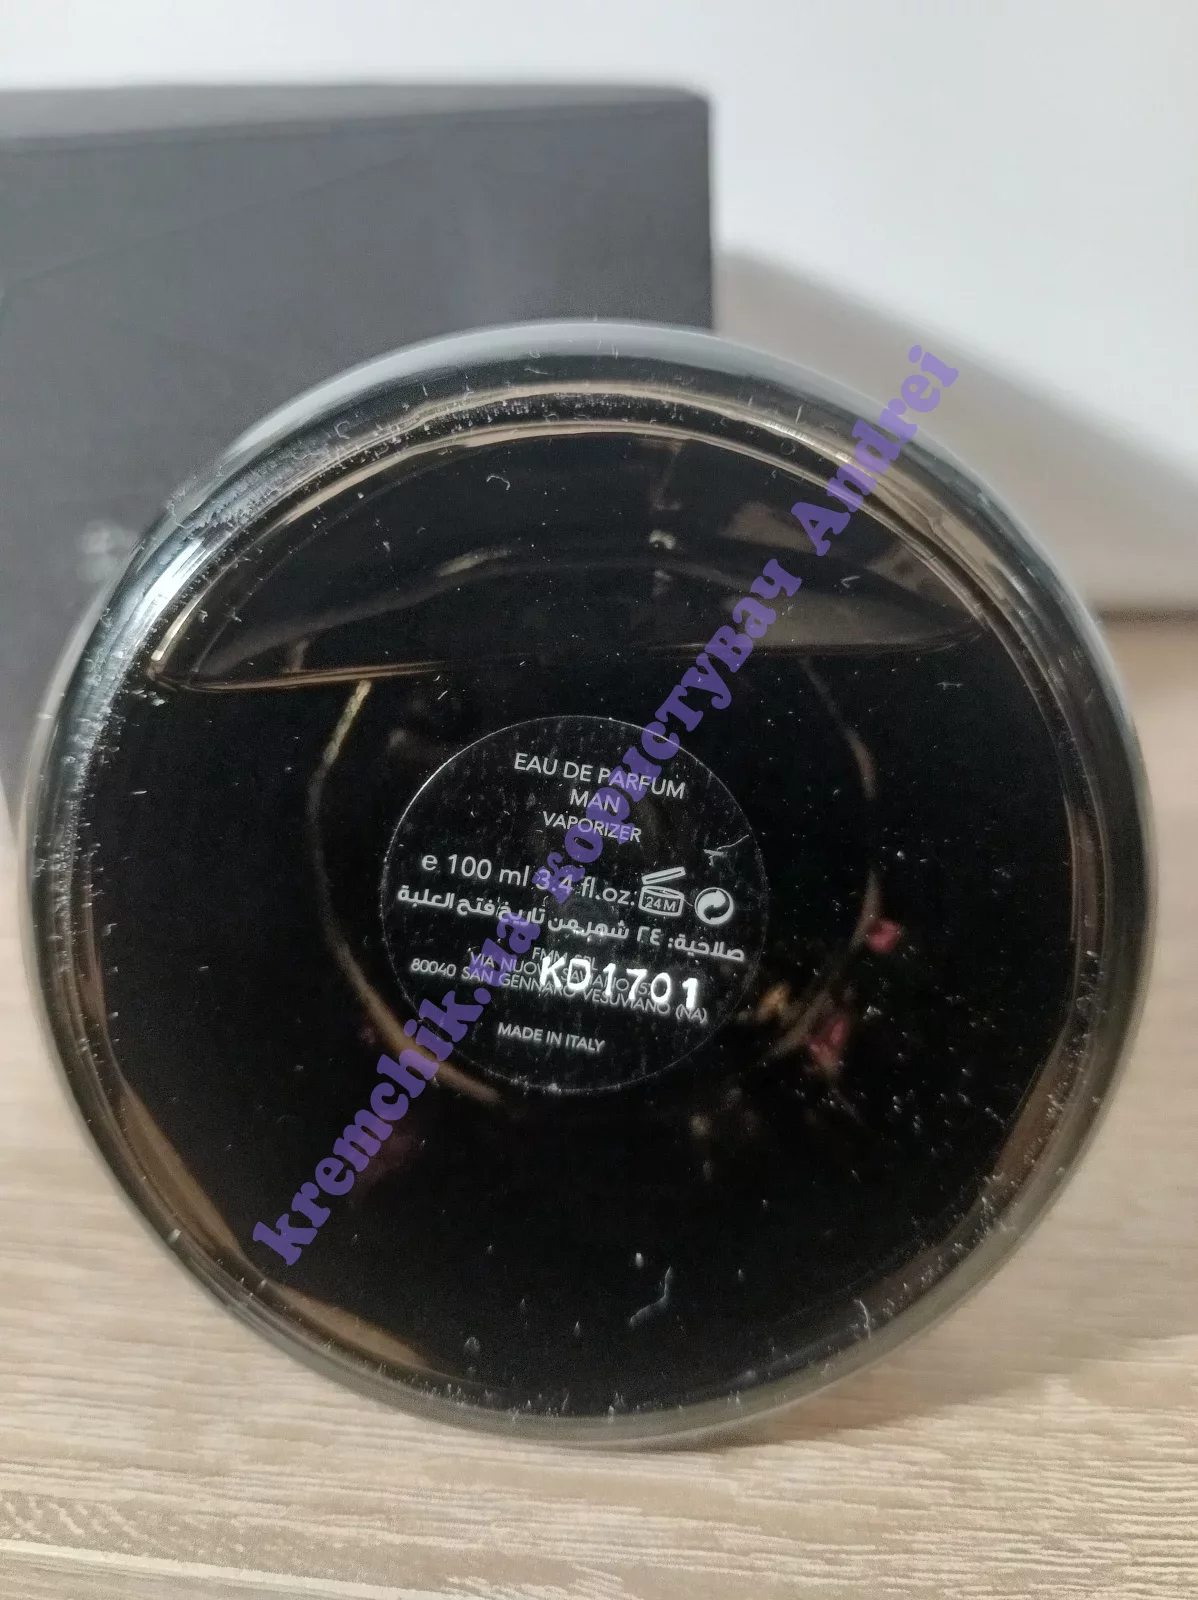 EAU DE PARFUM
MAN
VAPORIZER
e 100 ml 3.4 fl.oz. 24M
صلاحية: ٢٤ شهر من تاريخ فتح العلبة
VIA
80040 SAN GENNARO VESUVIANO (NA)
KD1701
MADE IN ITALY
kremchik.ua користувач Andrei